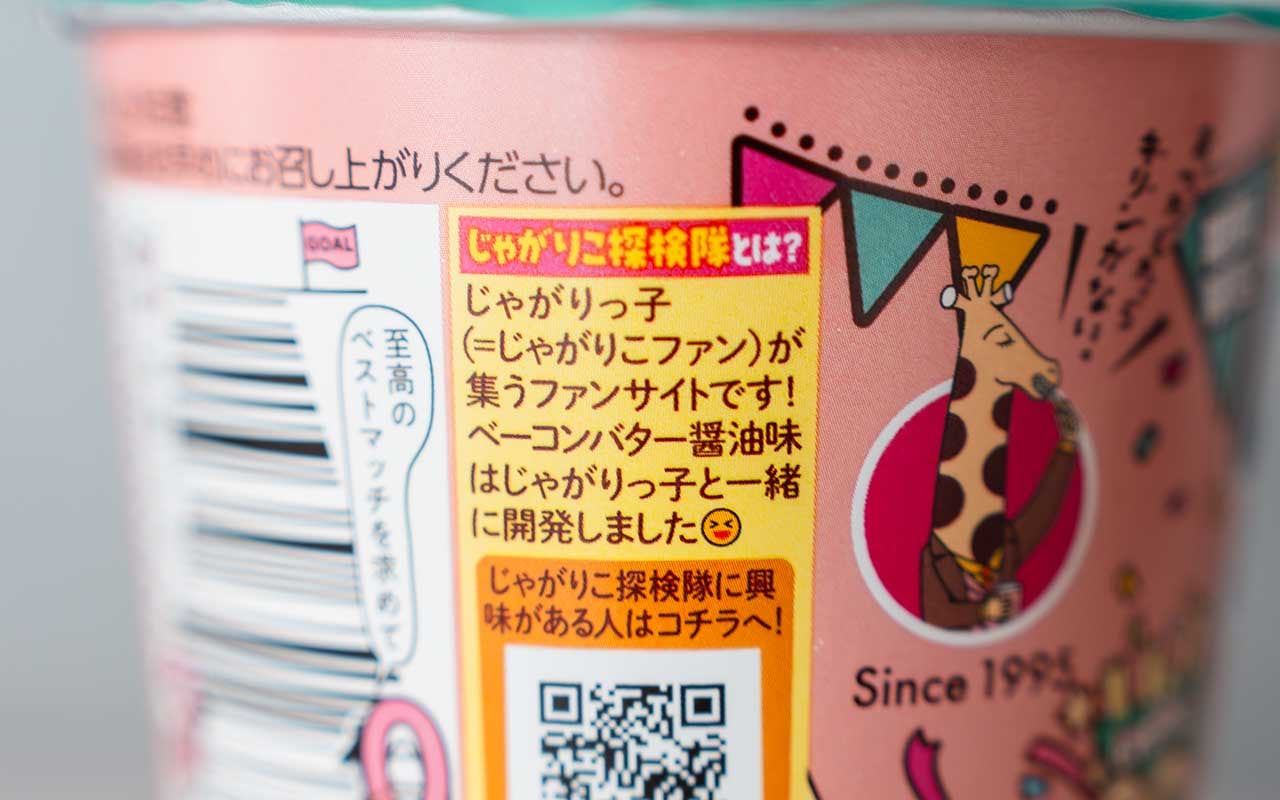 にお召し上がりください。
GOAL
至高の
ベストマッチを求めて
じゃがりこ探検隊とは?
じゃがりっ子
(=じゃがりこファン)が
集うファンサイトです!
ベーコンバター醤油味
はじゃがりっ子と一緒
に開発しました
じゃがりこ探検隊に興
味がある人はコチラへ!
キリンがない
Since 1995